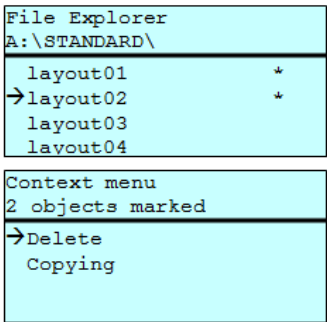 File Explorer
A:\STANDARD\
layout01 *
→layout02 *
layout03
layout04
Context menu
2 objects marked
→Delete
Copying